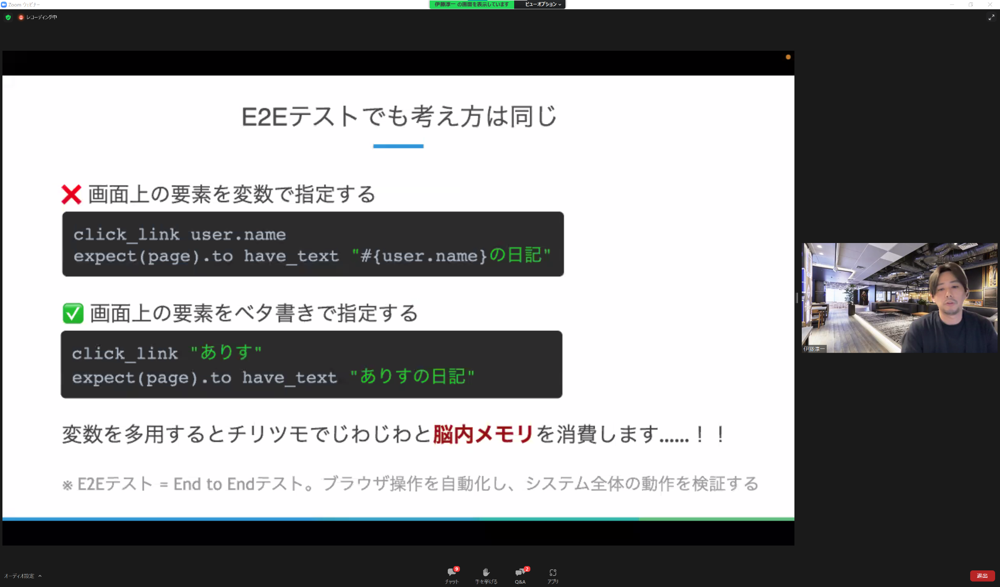 Zoom ウェビナー
伊藤淳一 の画面を表示しています
ビューオプション
レコーディング中
E2Eテストでも考え方は同じ
❌ 画面上の要素を変数で指定する
click_link user.name
expect(page).to have_text "#{user.name}の日記"
✅ 画面上の要素をベタ書きで指定する
click_link "ありす"
expect(page).to have_text "ありすの日記"
変数を多用するとチリツモでじわじわと脳内メモリを消費します……！！
※ E2Eテスト = End to Endテスト。ブラウザ操作を自動化し、システム全体の動作を検証する
伊藤淳一
オーディオ設定
9
チャット
手を挙げる
2
Q&A
アプリ
退出